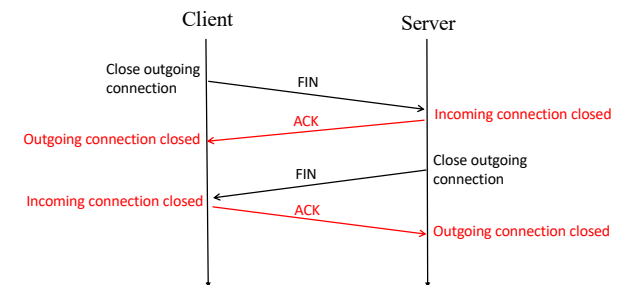 Client
Server
Close outgoing
connection
FIN
Incoming connection closed
ACK
Outgoing connection closed
Close outgoing
connection
FIN
Incoming connection closed
ACK
Outgoing connection closed